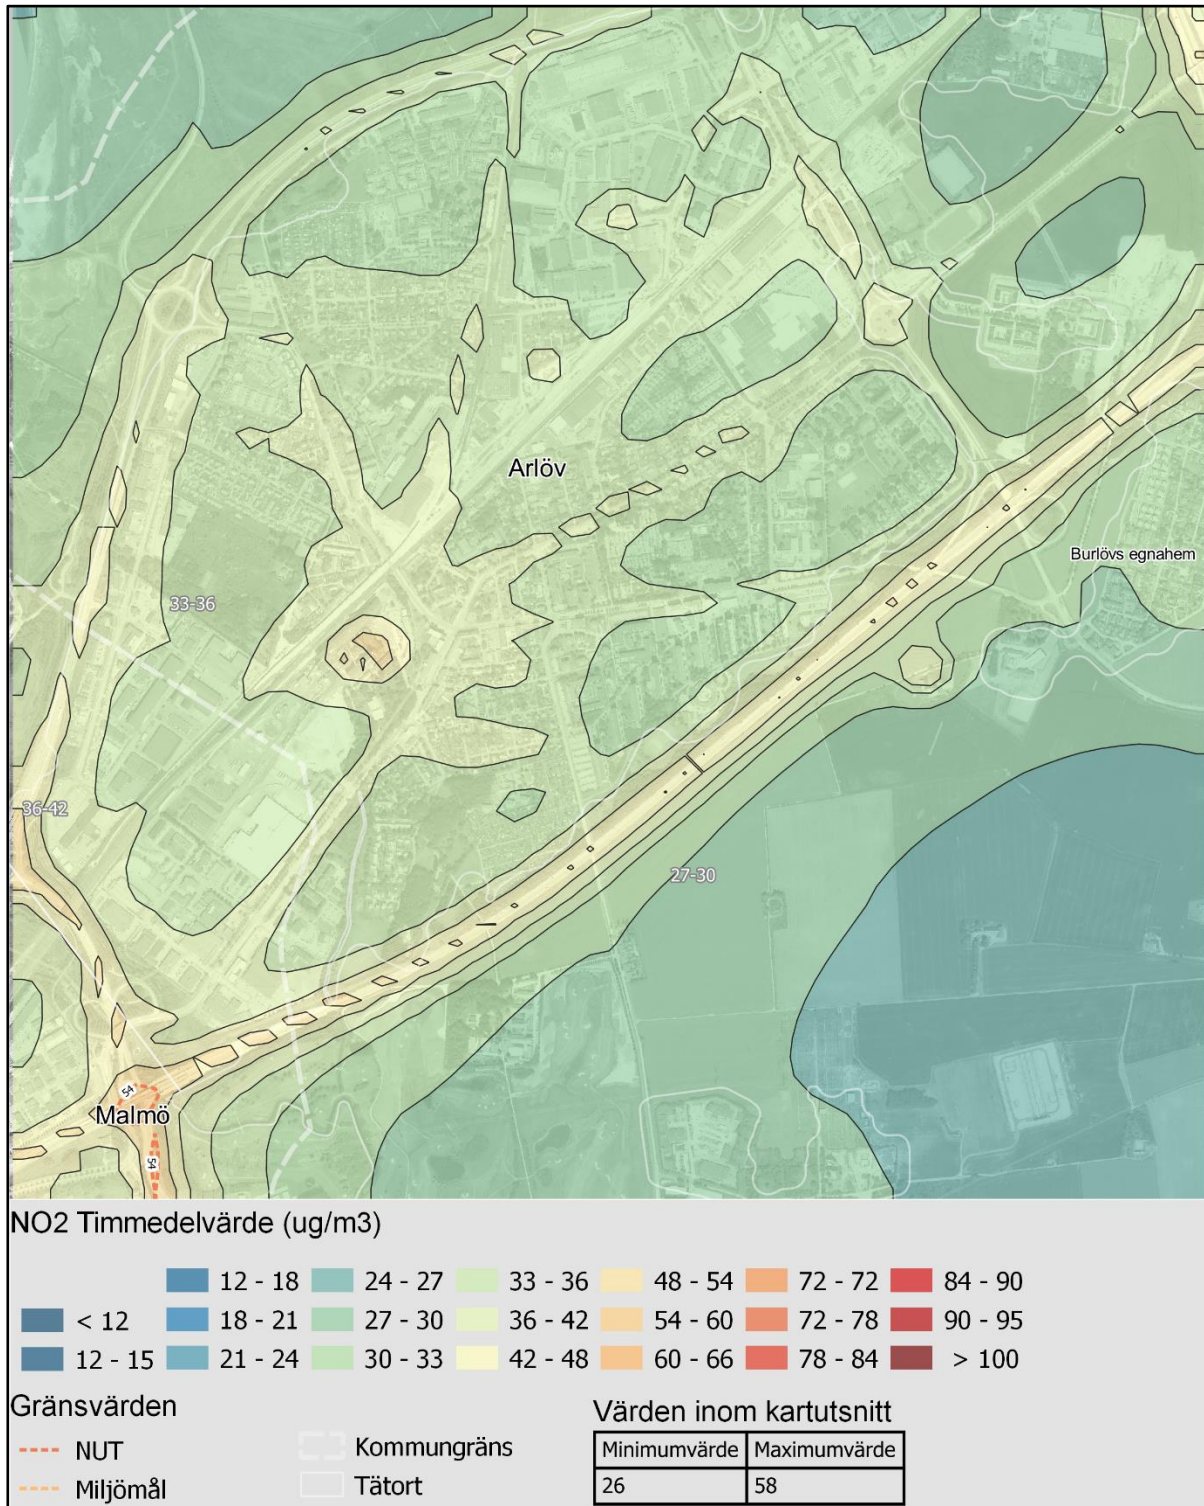 Arlöv
Burlövs egnahem
33-36
36-42
27-30
54
Malmö
54
NO2 Timmedelvärde (ug/m3)
12 - 18 24 - 27 33 - 36 48 - 54 72 - 72 84 - 90
< 12 18 - 21 27 - 30 36 - 42 54 - 60 72 - 78 90 - 95
12 - 15 21 - 24 30 - 33 42 - 48 60 - 66 78 - 84 > 100
Gränsvärden
NUT
Miljömål
Kommungräns
Tätort
Värden inom kartutsnitt
Minimumvärde Maximumvärde
26 58